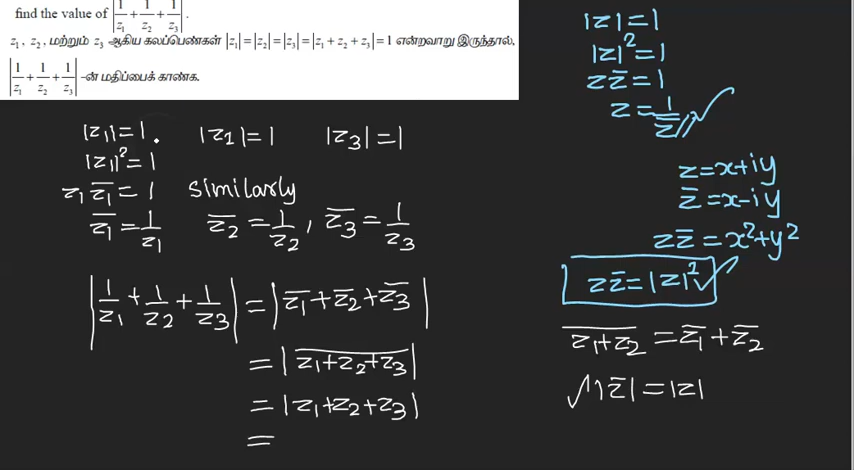 find the value of |1/z₁ + 1/z₂ + 1/z₃|.
z₁, z₂, மற்றும் z₃ ஆகிய கலப்பெண்கள் |z₁| = |z₂| = |z₃| = |z₁ + z₂ + z₃| = 1 என்றவாறு இருந்தால்,
|1/z₁ + 1/z₂ + 1/z₃| -ன் மதிப்பைக் காண்க.
|z₁| = 1. |z₂| = 1 |z₃| = 1
|z₁|² = 1
z₁ z̅₁ = 1 Similarly
z̅₁ = 1/z₁ z̅₂ = 1/z₂, z̅₃ = 1/z₃
|1/z₁ + 1/z₂ + 1/z₃| = |z̅₁ + z̅₂ + z̅₃|
= |\overline{z₁+z₂+z₃}|
= |z₁+z₂+z₃|
=
|z| = 1
|z|² = 1
z z̅ = 1
z = 1/z̅
z = x+iy
z̅ = x-iy
z z̅ = x²+y²
z z̅ = |z|²
\overline{z₁+z₂} = z̅₁ + z̅₂
|z̅| = |z|